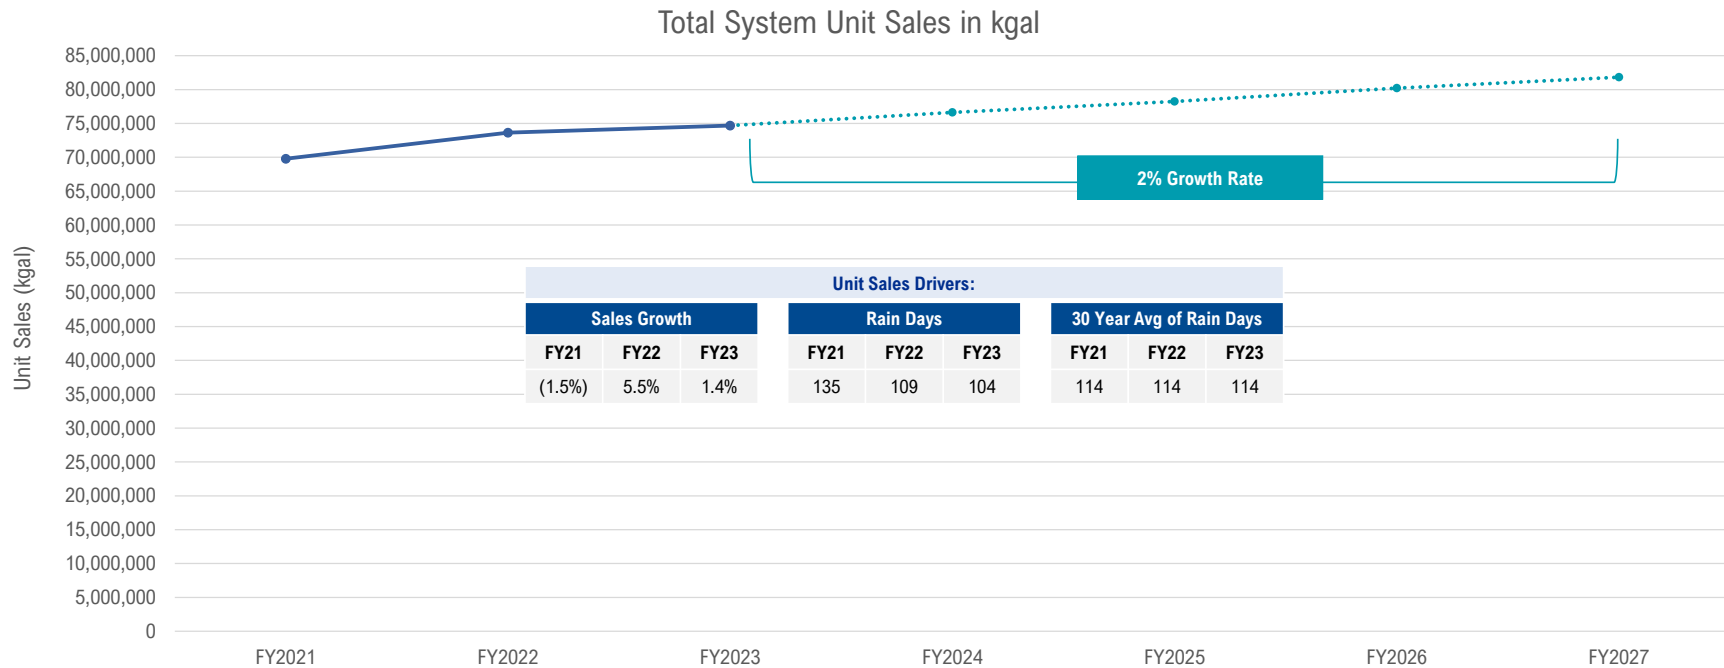 Total System Unit Sales in kgal
Unit Sales (kgal)
85,000,000
80,000,000
75,000,000
70,000,000
65,000,000
60,000,000
55,000,000
50,000,000
45,000,000
40,000,000
35,000,000
30,000,000
25,000,000
20,000,000
15,000,000
10,000,000
5,000,000
0
2% Growth Rate
Unit Sales Drivers:
Sales Growth Rain Days 30 Year Avg of Rain Days
FY21 FY22 FY23 FY21 FY22 FY23 FY21 FY22 FY23
(1.5%) 5.5% 1.4% 135 109 104 114 114 114
FY2021 FY2022 FY2023 FY2024 FY2025 FY2026 FY2027